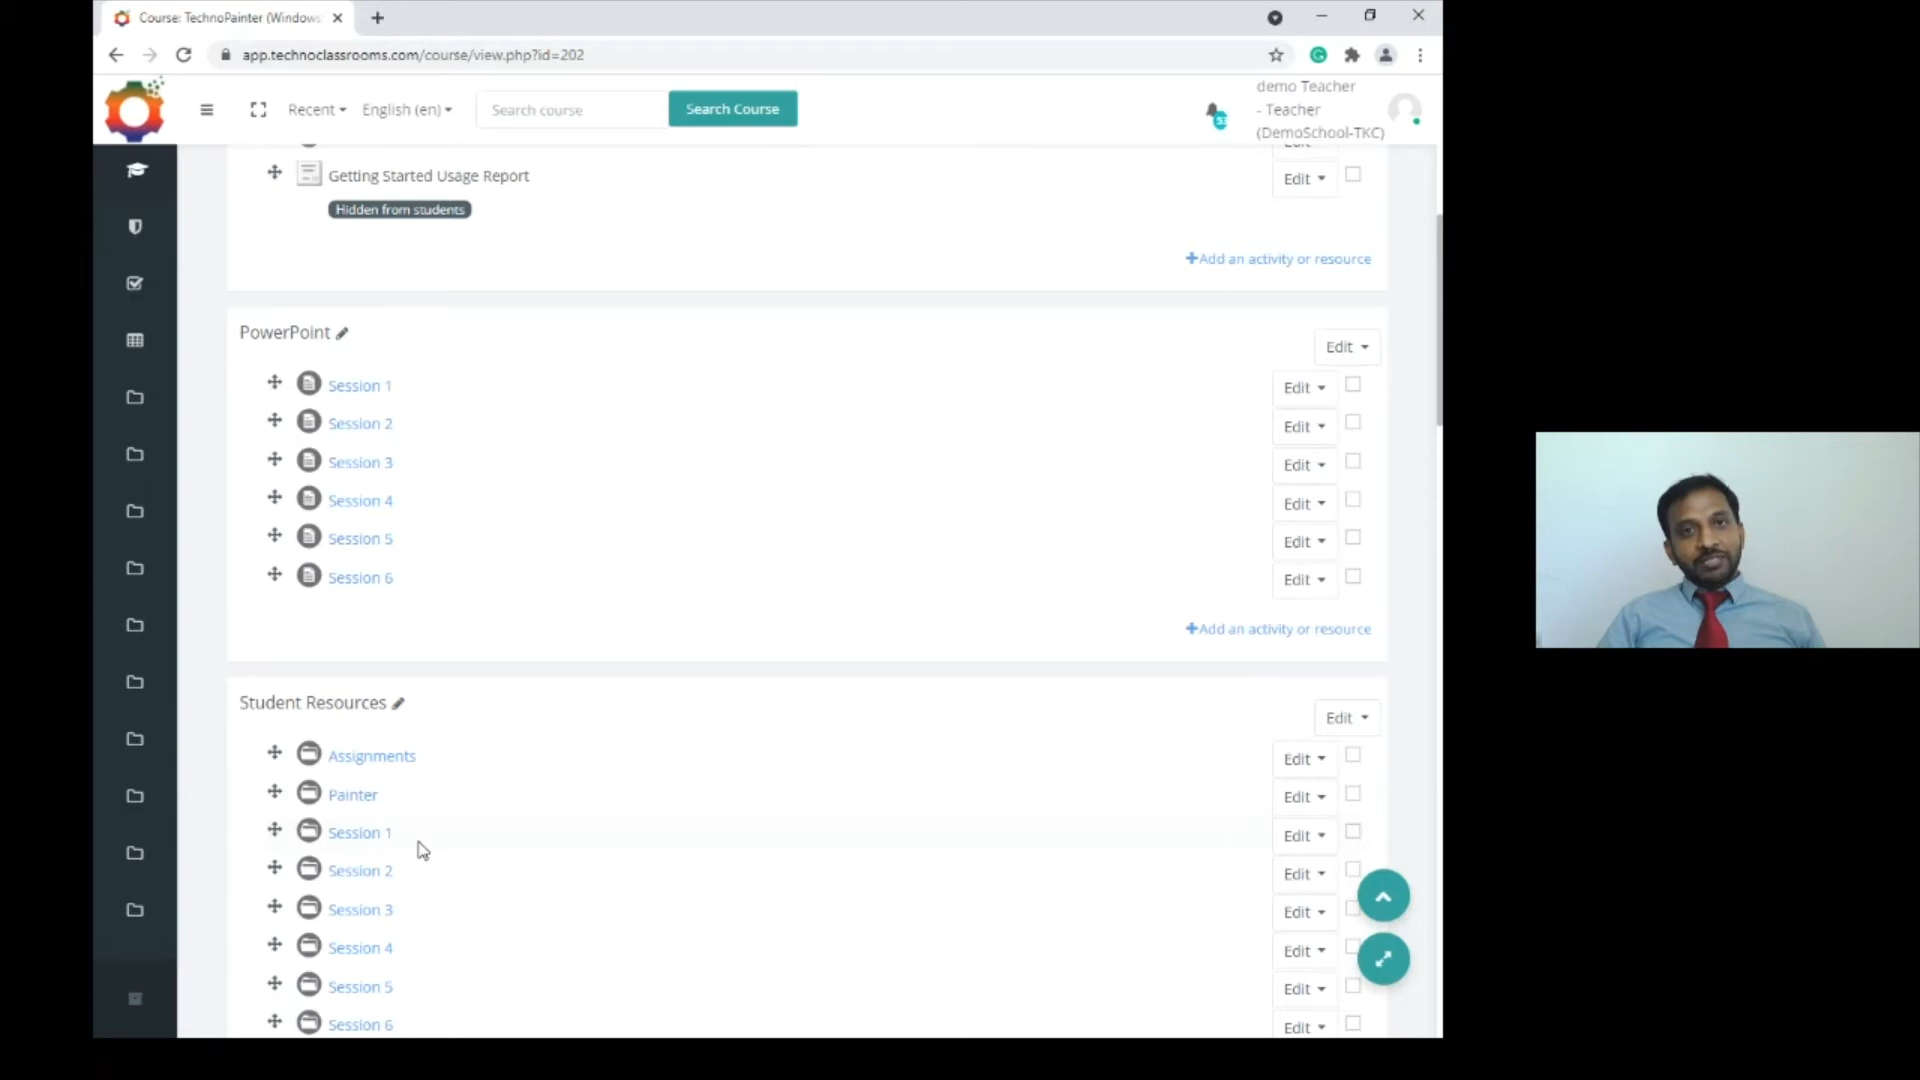 Course: TechnoPainter (Windows
app.technoclassrooms.com/course/view.php?id=202
Recent
English (en)
Search course
Search Course
demo Teacher
- Teacher
(DemoSchool-TKC)
Edit
Getting Started Usage Report
Edit
Hidden from students
+Add an activity or resource
PowerPoint
Edit
Session 1
Edit
Session 2
Edit
Session 3
Edit
Session 4
Edit
Session 5
Edit
Session 6
Edit
+Add an activity or resource
Student Resources
Edit
Assignments
Edit
Painter
Edit
Session 1
Edit
Session 2
Edit
Session 3
Edit
Session 4
Edit
Session 5
Edit
Session 6
Edit